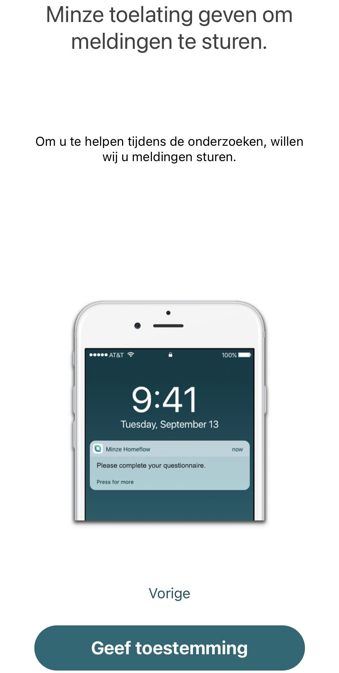 Minze toelating geven om
meldingen te sturen.
Om u te helpen tijdens de onderzoeken, willen
wij u meldingen sturen.
AT&T 100%
9:41
Tuesday, September 13
Minze Homeflow now
Please complete your questionnaire.
Press for more
Vorige
Geef toestemming